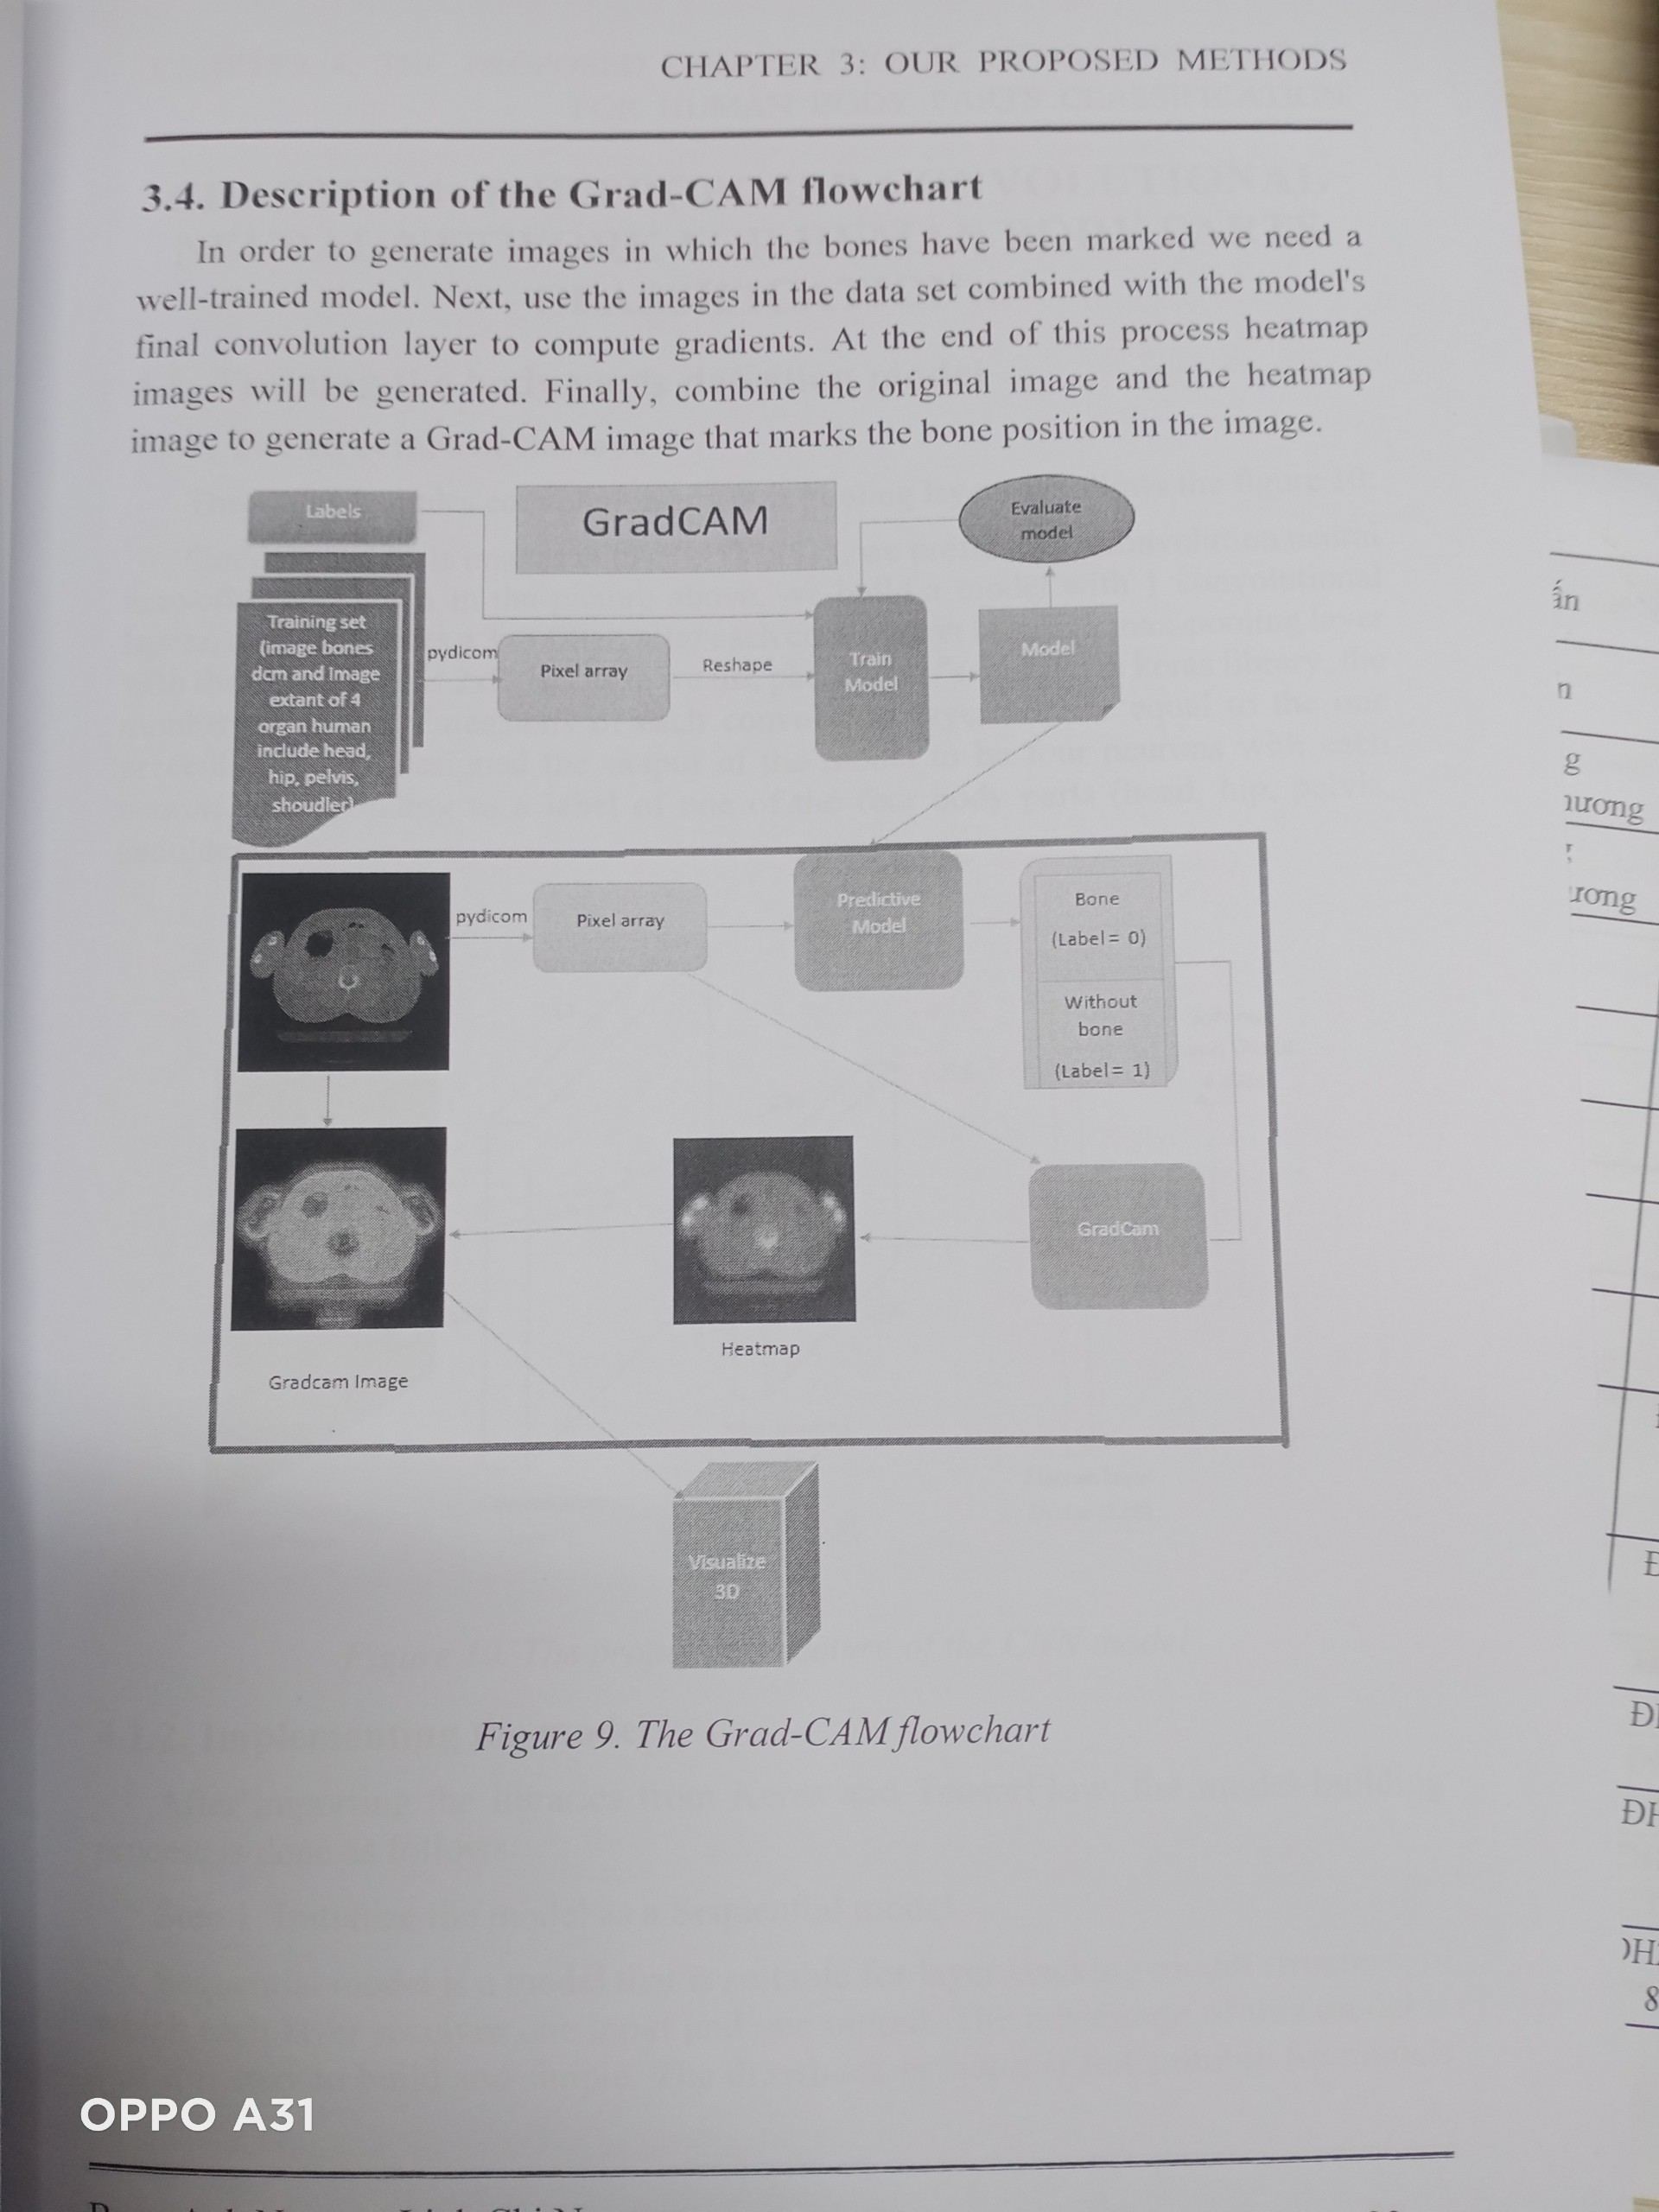 CHAPTER 3: OUR PROPOSED METHODS
3.4. Description of the Grad-CAM flowchart
In order to generate images in which the bones have been marked we need a
well-trained model. Next, use the images in the data set combined with the model's
final convolution layer to compute gradients. At the end of this process heatmap
images will be generated. Finally, combine the original image and the heatmap
image to generate a Grad-CAM image that marks the bone position in the image.
Labels
GradCAM
Evaluate
model
Training set
(image bones
dcm and Image
extant of 4
organ human
include head,
hip, pelvis,
shoudler)
pydicom
Pixel array
Reshape
Train
Model
Model
pydicom
Pixel array
Predictive
Model
Bone
(Label= 0)
Without
bone
(Label= 1)
GradCam
Heatmap
Gradcam Image
Visualize
3D
Figure 9. The Grad-CAM flowchart
ấn
n
g
ương
ương
8
OPPO A31